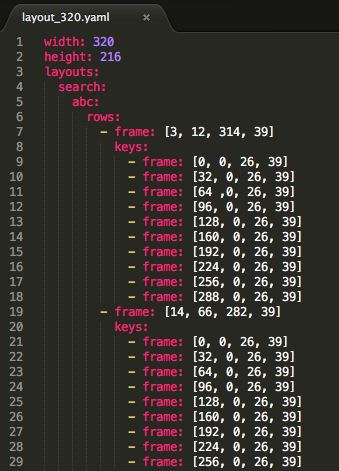 layout_320.yaml ×
1 width: 320
2 height: 216
3 layouts:
4 search:
5 abc:
6 rows:
7 - frame: [3, 12, 314, 39]
8 keys:
9 - frame: [0, 0, 26, 39]
10 - frame: [32, 0, 26, 39]
11 - frame: [64 ,0, 26, 39]
12 - frame: [96, 0, 26, 39]
13 - frame: [128, 0, 26, 39]
14 - frame: [160, 0, 26, 39]
15 - frame: [192, 0, 26, 39]
16 - frame: [224, 0, 26, 39]
17 - frame: [256, 0, 26, 39]
18 - frame: [288, 0, 26, 39]
19 - frame: [14, 66, 282, 39]
20 keys:
21 - frame: [0, 0, 26, 39]
22 - frame: [32, 0, 26, 39]
23 - frame: [64, 0, 26, 39]
24 - frame: [96, 0, 26, 39]
25 - frame: [128, 0, 26, 39]
26 - frame: [160, 0, 26, 39]
27 - frame: [192, 0, 26, 39]
28 - frame: [224, 0, 26, 39]
29 - frame: [256, 0, 26, 39]